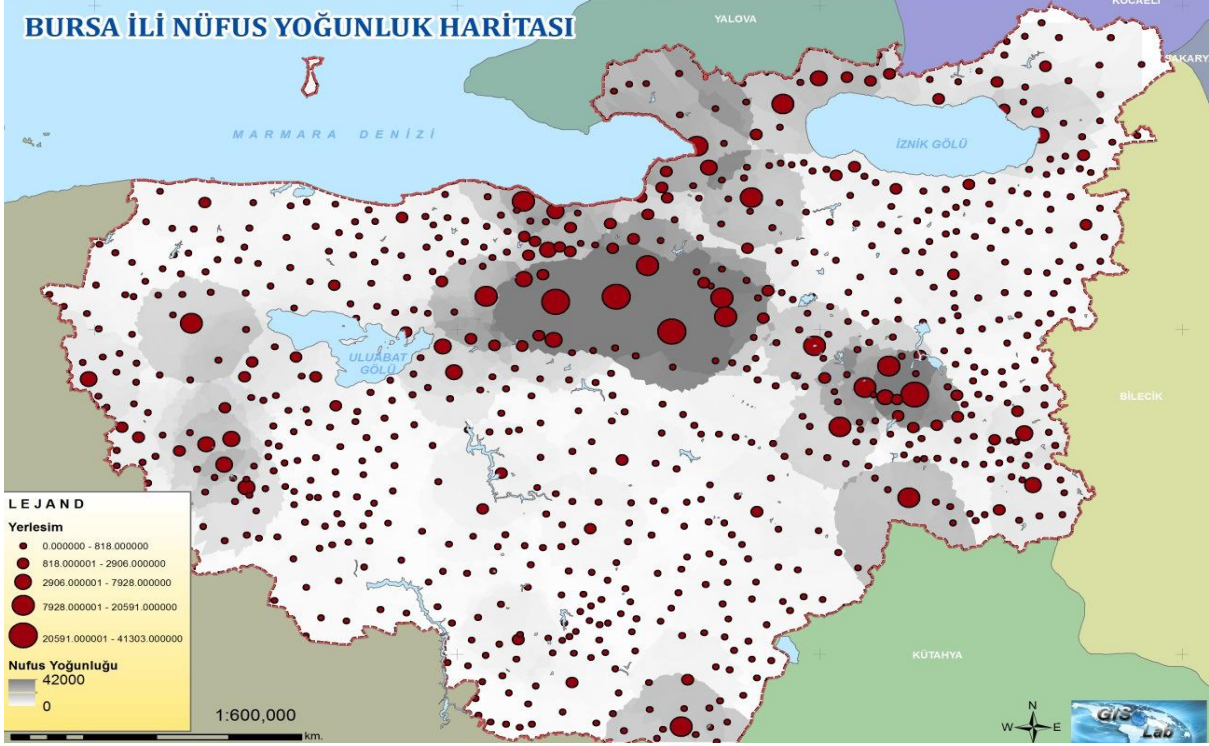 BURSA İLİ NÜFUS YOĞUNLUK HARİTASI
YALOVA
KOCAELİ
SAKARY
MARMARA DENİZİ
İZNİK GÖLÜ
ULUABAT
GÖLÜ
BİLECİK
KÜTAHYA
LEJAND
Yerlesim
0.000000 - 818.000000
818.000001 - 2906.000000
2906.000001 - 7928.000000
7928.000001 - 20591.000000
20591.000001 - 41303.000000
Nufus Yoğunluğu
42000
0
1:600,000
km.
N
W E
S
GIS
Lab